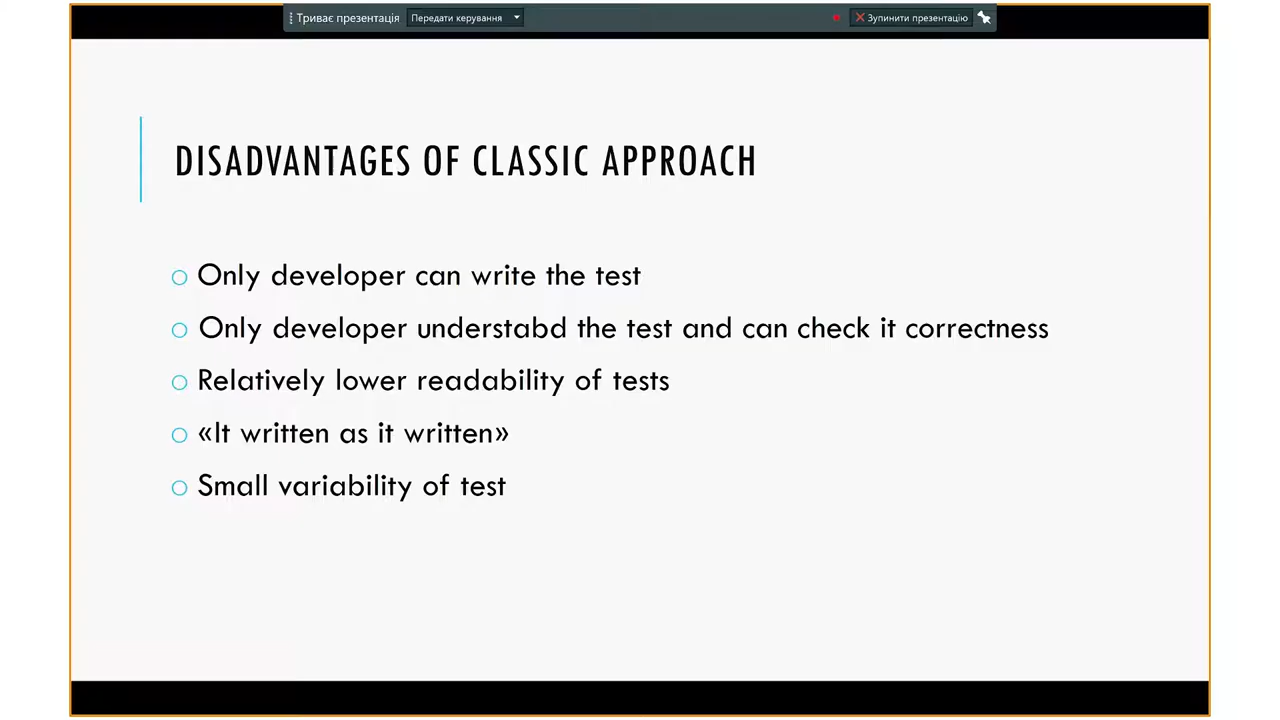 Триває презентація Передати керування Зупинити презентацію
DISADVANTAGES OF CLASSIC APPROACH
Only developer can write the test
Only developer understabd the test and can check it correctness
Relatively lower readability of tests
«It written as it written»
Small variability of test